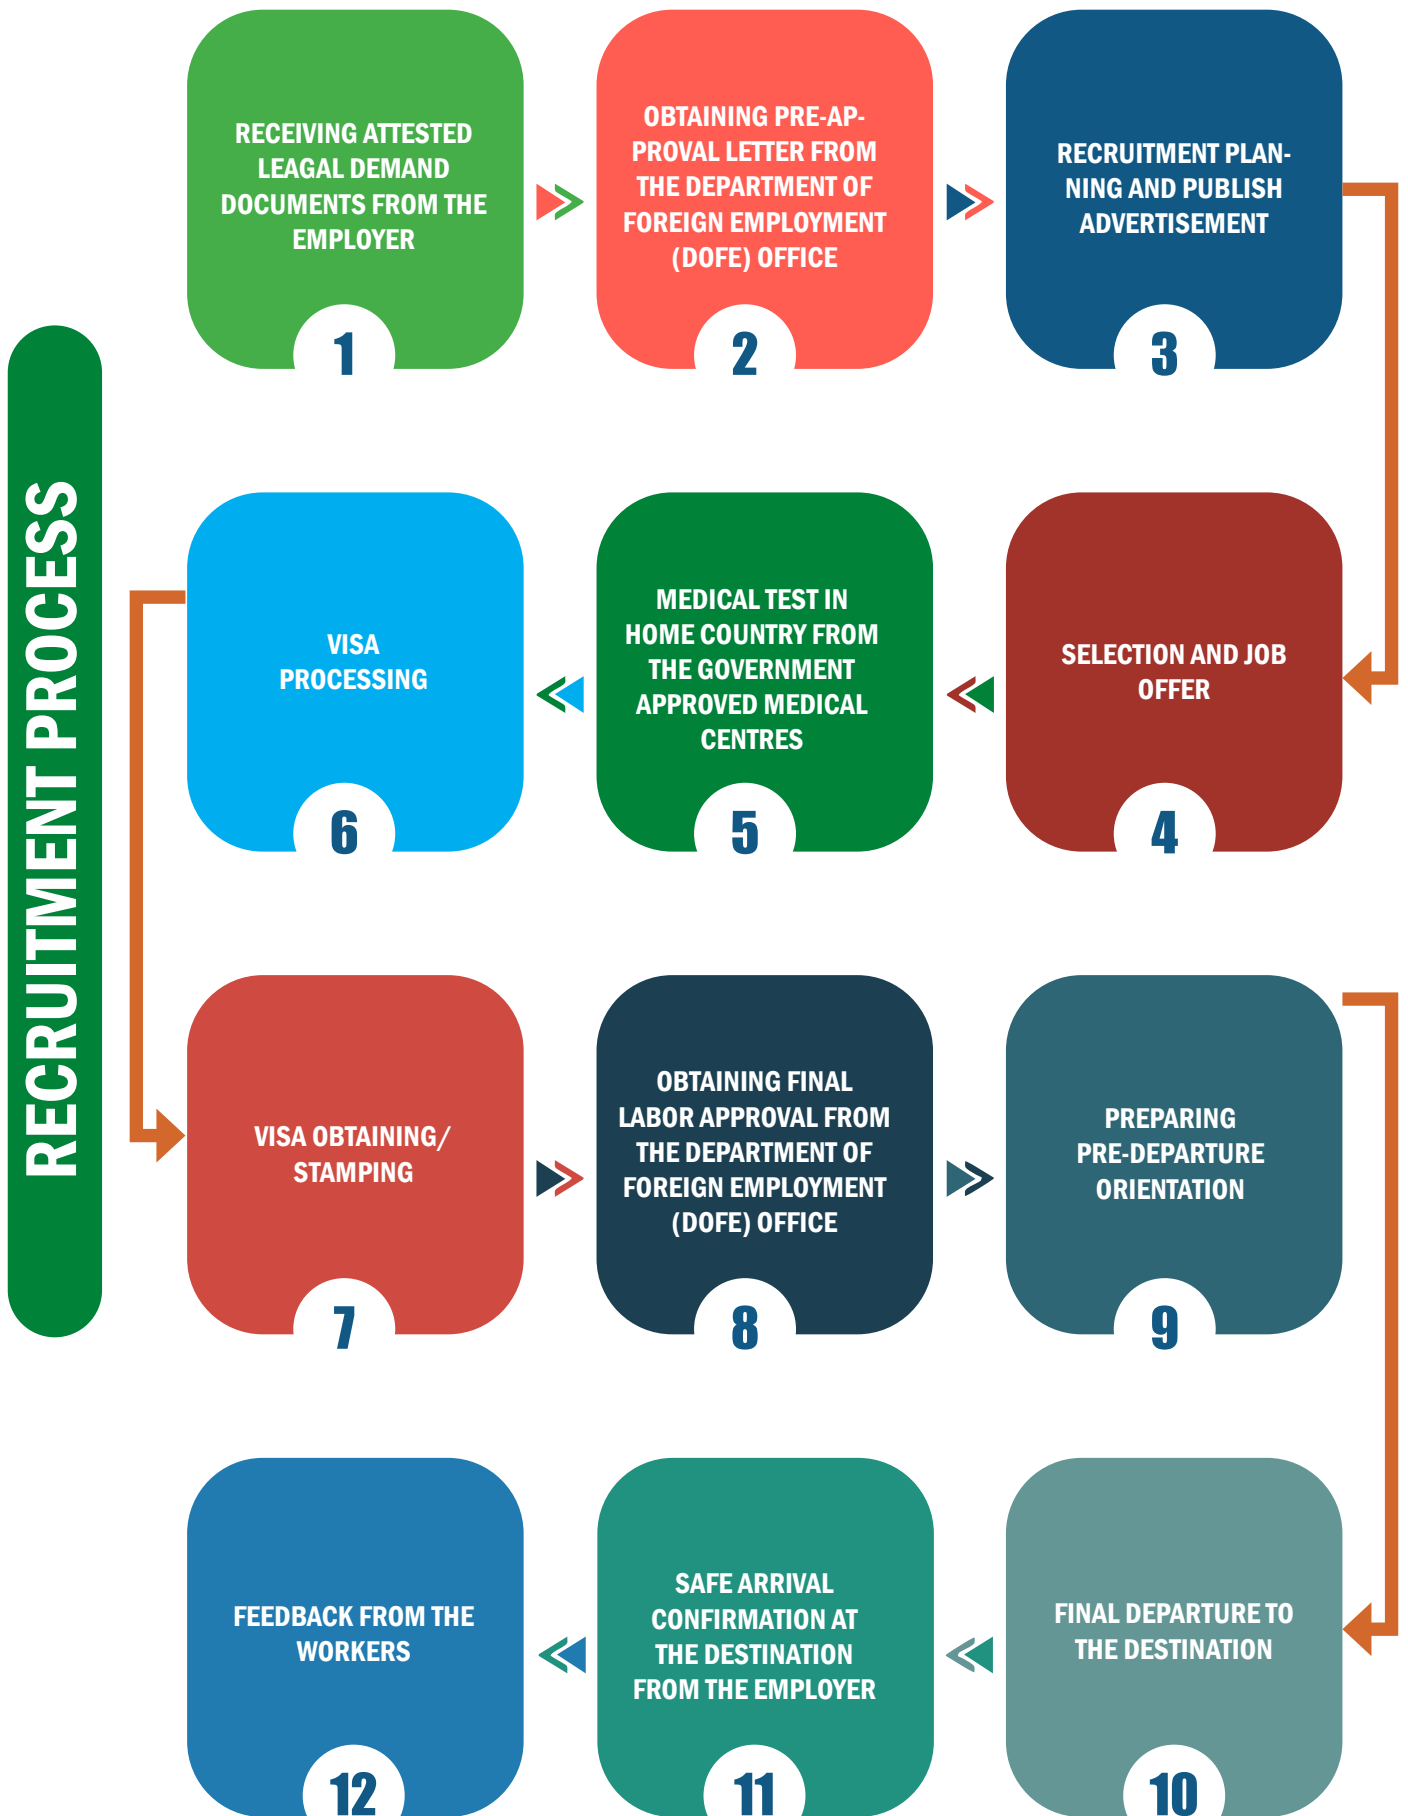 RECRUITMENT PROCESS
RECEIVING ATTESTED
LEAGAL DEMAND
DOCUMENTS FROM THE
EMPLOYER
1
OBTAINING PRE-AP-
PROVAL LETTER FROM
THE DEPARTMENT OF
FOREIGN EMPLOYMENT
(DOFE) OFFICE
2
RECRUITMENT PLAN-
NING AND PUBLISH
ADVERTISEMENT
3
SELECTION AND JOB
OFFER
4
MEDICAL TEST IN
HOME COUNTRY FROM
THE GOVERNMENT
APPROVED MEDICAL
CENTRES
5
VISA
PROCESSING
6
VISA OBTAINING/
STAMPING
7
OBTAINING FINAL
LABOR APPROVAL FROM
THE DEPARTMENT OF
FOREIGN EMPLOYMENT
(DOFE) OFFICE
8
PREPARING
PRE-DEPARTURE
ORIENTATION
9
FINAL DEPARTURE TO
THE DESTINATION
10
SAFE ARRIVAL
CONFIRMATION AT
THE DESTINATION
FROM THE EMPLOYER
11
FEEDBACK FROM THE
WORKERS
12